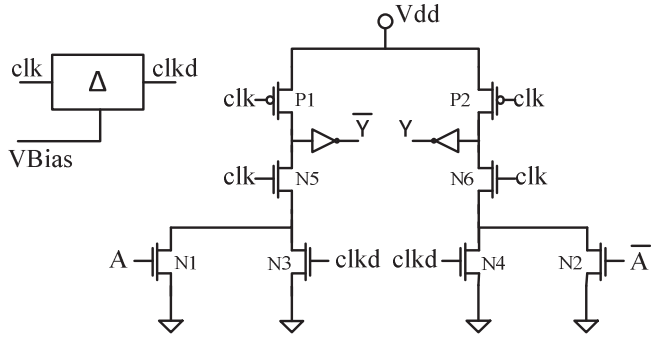 Vdd
clk Δ clkd
VBias
clk P1 P2 clk
Y̅ Y
clk N5 N6 clk
A N1 N3 clkd clkd N4 N2 A̅